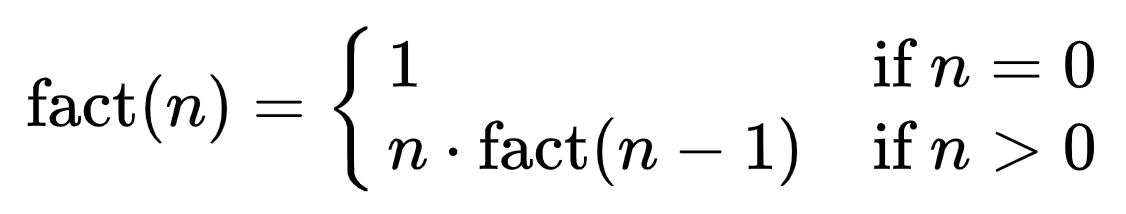 fact(n) = { 1 if n = 0
n · fact(n − 1) if n > 0